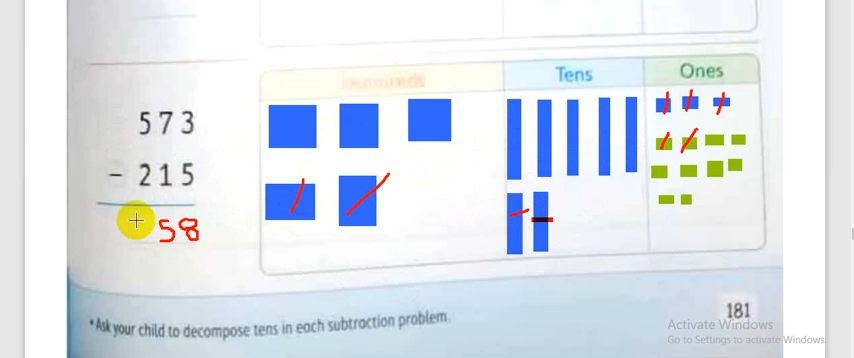 Hundreds Tens Ones
573
- 215
58
*Ask your child to decompose tens in each subtraction problem.
181
Activate Windows
Go to Settings to activate Windows.